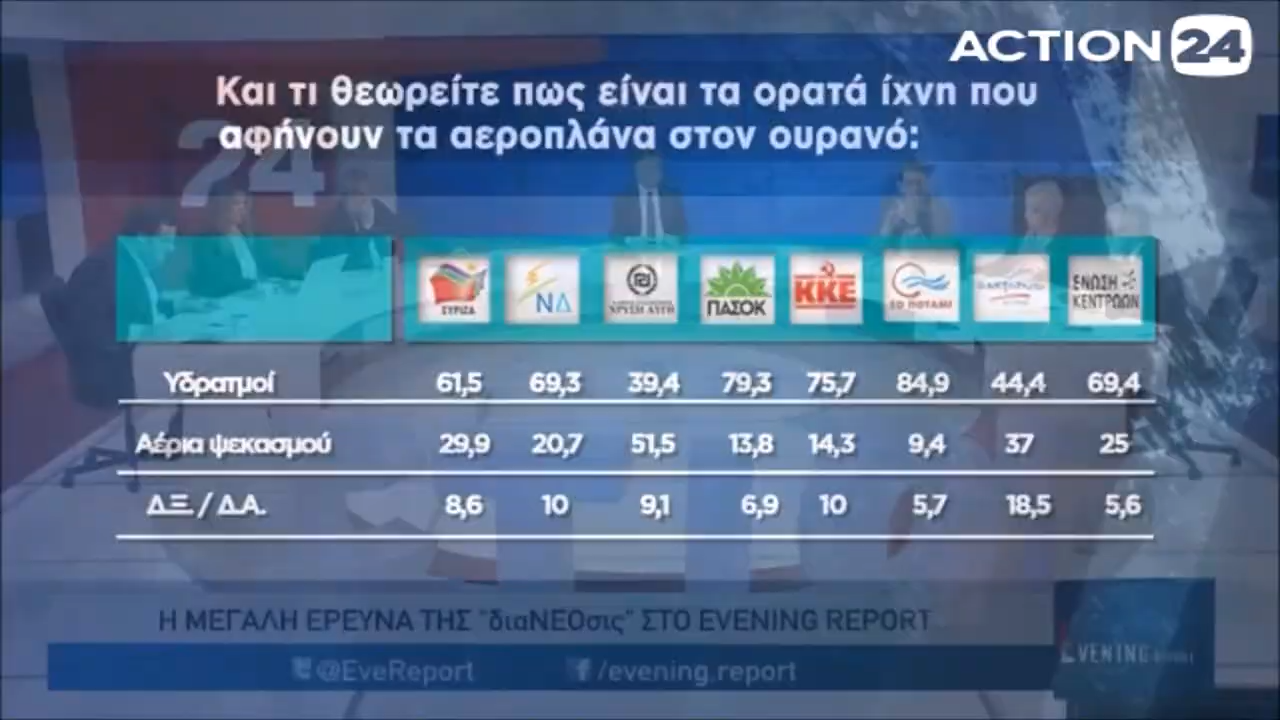 ACTION 24
Και τι θεωρείτε πως είναι τα ορατά ίχνη που
αφήνουν τα αεροπλάνα στον ουρανό:
24
ΣΥΡΙΖΑ ΝΔ ΧΡΥΣΗ ΑΥΓΗ ΠΑΣΟΚ ΚΚΕ ΤΟ ΠΟΤΑΜΙ ΕΝΩΣΗ ΚΕΝΤΡΩΩΝ
Υδρατμοί 61,5 69,3 39,4 79,3 75,7 84,9 44,4 69,4
Αέρια ψεκασμού 29,9 20,7 51,5 13,8 14,3 9,4 37 25
Δ.Ξ. / Δ.Α. 8,6 10 9,1 6,9 10 5,7 18,5 5,6
Η ΜΕΓΑΛΗ ΕΡΕΥΝΑ ΤΗΣ "διαΝΕΟσις" ΣΤΟ EVENING REPORT
@EveReport /evening.report
EVENING